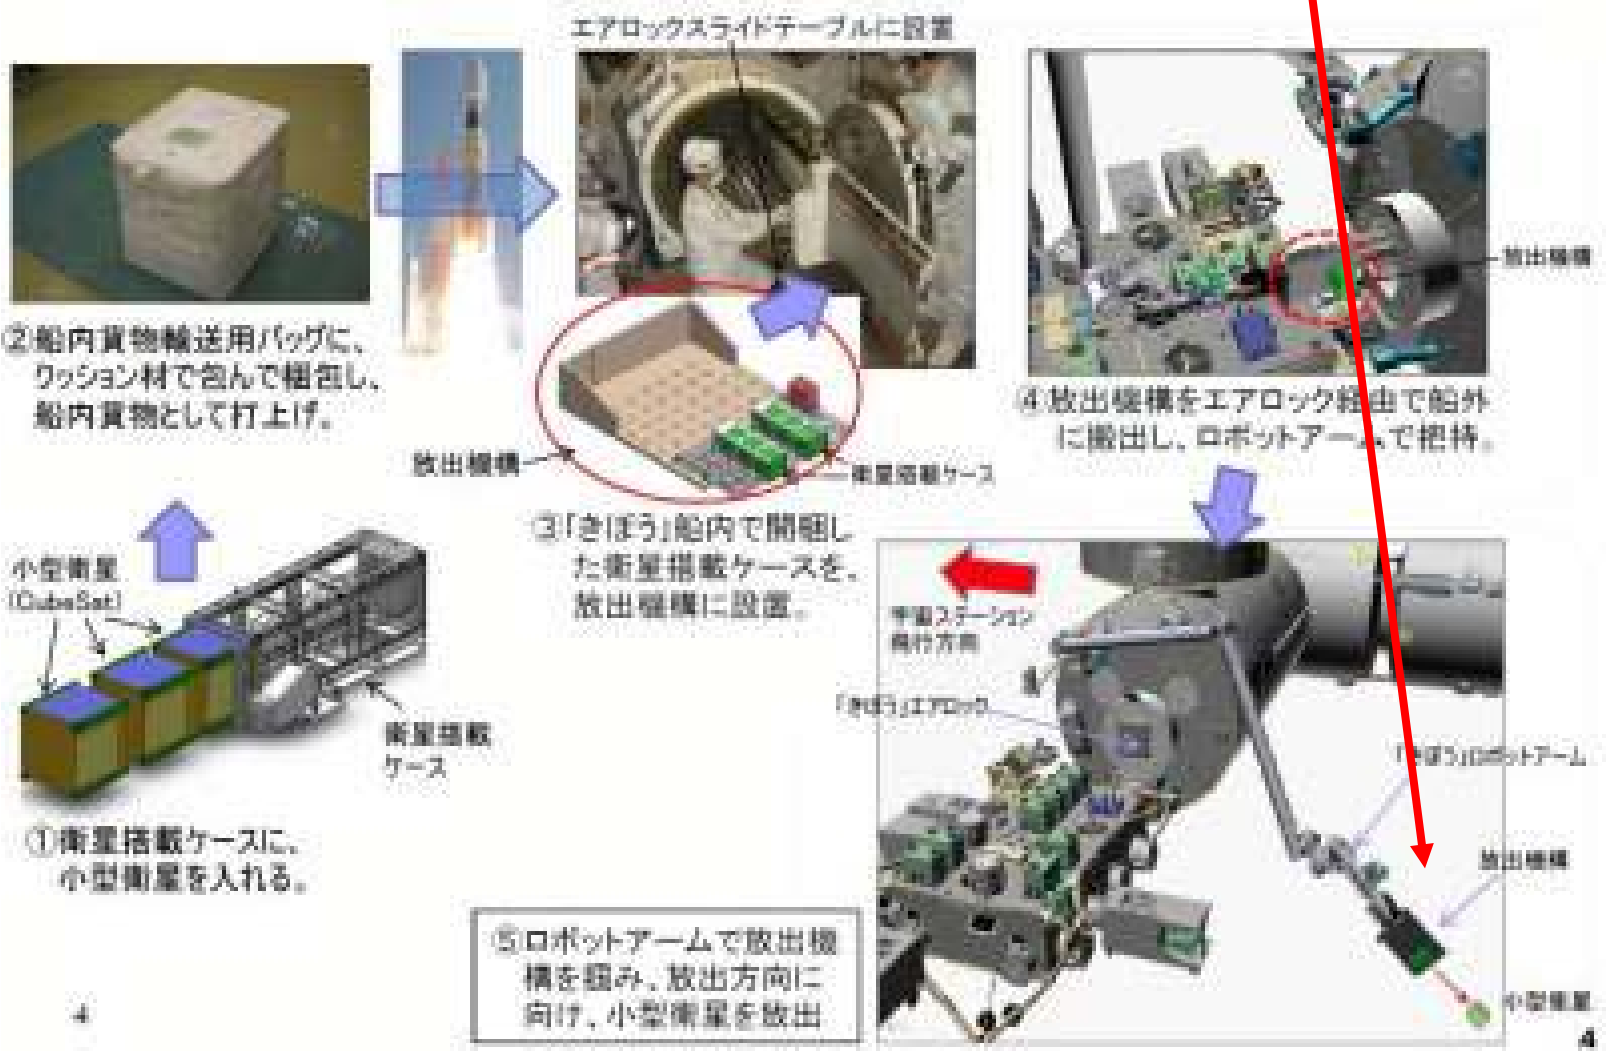 エアロックスライドテーブルに設置
②船内貨物輸送用バッグに、
クッション材で包んで梱包し、
船内貨物として打上げ。
放出機構
衛星搭載ケース
③「きぼう」船内で開梱し
た衛星搭載ケースを、
放出機構に設置。
放出機構
④放出機構をエアロック経由で船外
に搬出し、ロボットアームで把持。
小型衛星
(CubeSat)
衛星搭載
ケース
①衛星搭載ケースに、
小型衛星を入れる。
宇宙ステーション
飛行方向
「きぼう」エアロック
「きぼう」ロボットアーム
放出機構
小型衛星
⑤ロボットアームで放出機
構を掴み、放出方向に
向け、小型衛星を放出
4
4